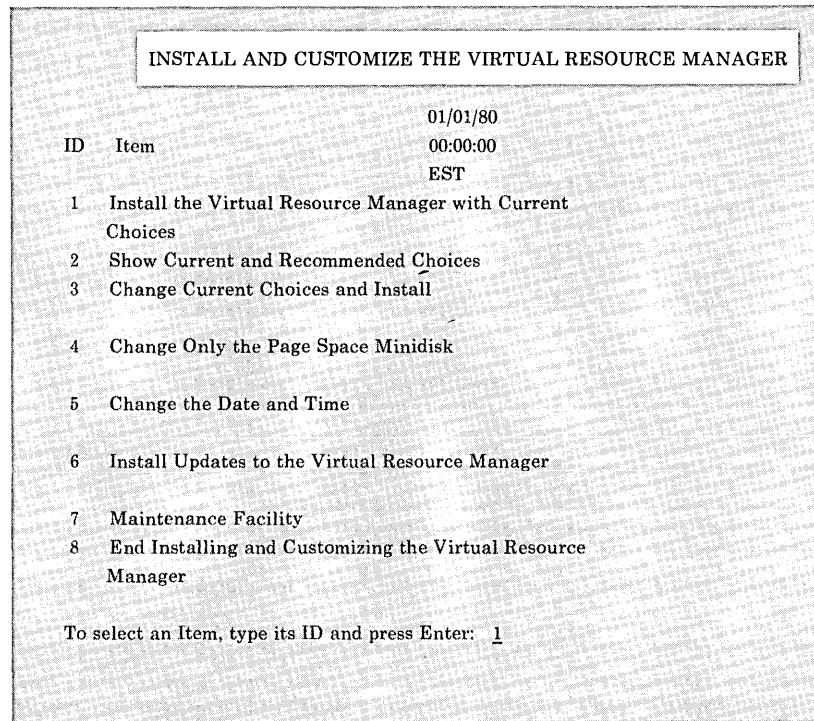 INSTALL AND CUSTOMIZE THE VIRTUAL RESOURCE MANAGER
01/01/80
ID Item 00:00:00
EST
1 Install the Virtual Resource Manager with Current
Choices
2 Show Current and Recommended Choices
3 Change Current Choices and Install
4 Change Only the Page Space Minidisk
5 Change the Date and Time
6 Install Updates to the Virtual Resource Manager
7 Maintenance Facility
8 End Installing and Customizing the Virtual Resource
Manager
To select an Item, type its ID and press Enter: 1